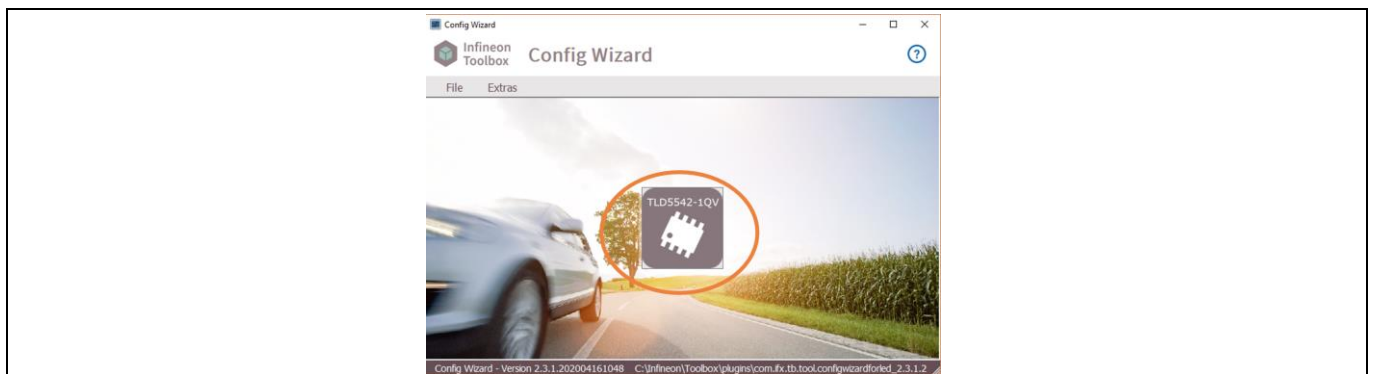 Config Wizard
Infineon
Toolbox
Config Wizard
?
File Extras
TLD5542-1QV
Config Wizard - Version 2.3.1.202004161048 C:\Infineon\Toolbox\plugins\com.ifx.tb.tool.configwizardforled_2.3.1.2